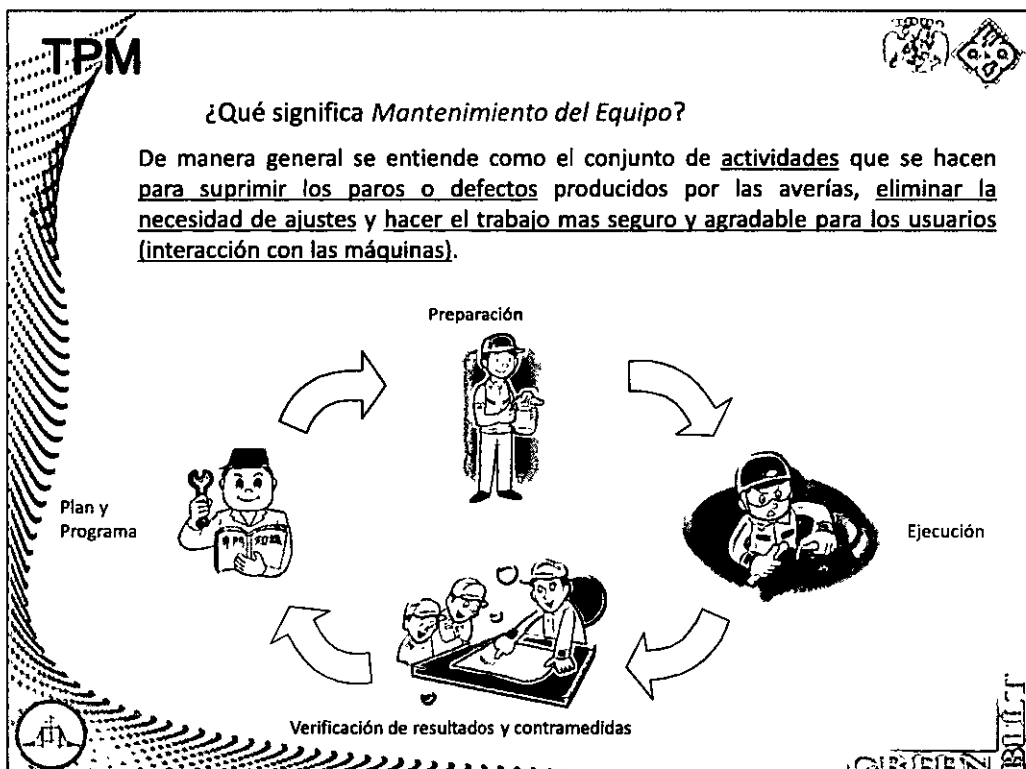 TPM
¿Qué significa Mantenimiento del Equipo?
De manera general se entiende como el conjunto de actividades que se hacen
para suprimir los paros o defectos producidos por las averías, eliminar la
necesidad de ajustes y hacer el trabajo mas seguro y agradable para los usuarios
(interacción con las máquinas).
Preparación
Plan y
Programa
Ejecución
Verificación de resultados y contramedidas
GREEN
BILT